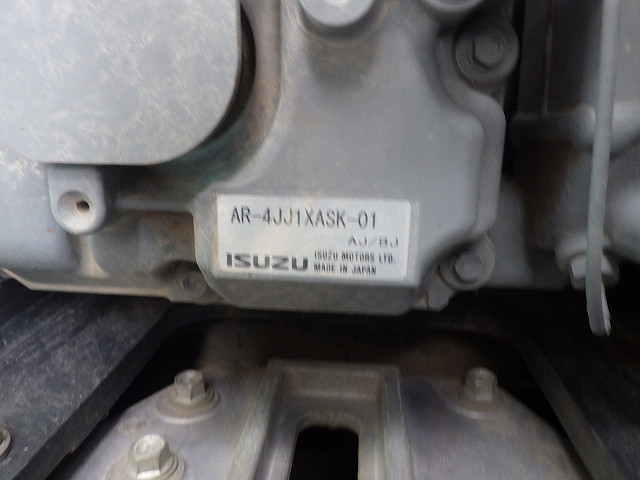 AR-4JJ1XASK-01
AJ/BJ
ISUZU ISUZU MOTORS LTD.
MADE IN JAPAN